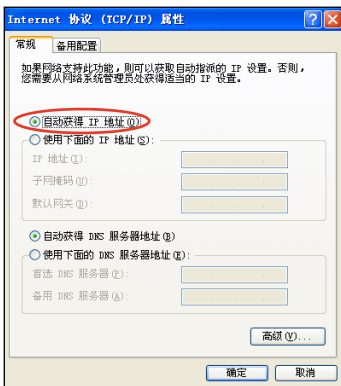 Internet 协议 (TCP/IP) 属性
常规 备用配置
如果网络支持此功能，则可以获取自动指派的 IP 设置。否则，
您需要从网络系统管理员处获得适当的 IP 设置。
自动获得 IP 地址(O)
使用下面的 IP 地址(S):
IP 地址(I):
子网掩码(U):
默认网关(D):
自动获得 DNS 服务器地址(B)
使用下面的 DNS 服务器地址(E):
首选 DNS 服务器(P):
备用 DNS 服务器(A):
高级(V)...
确定 取消